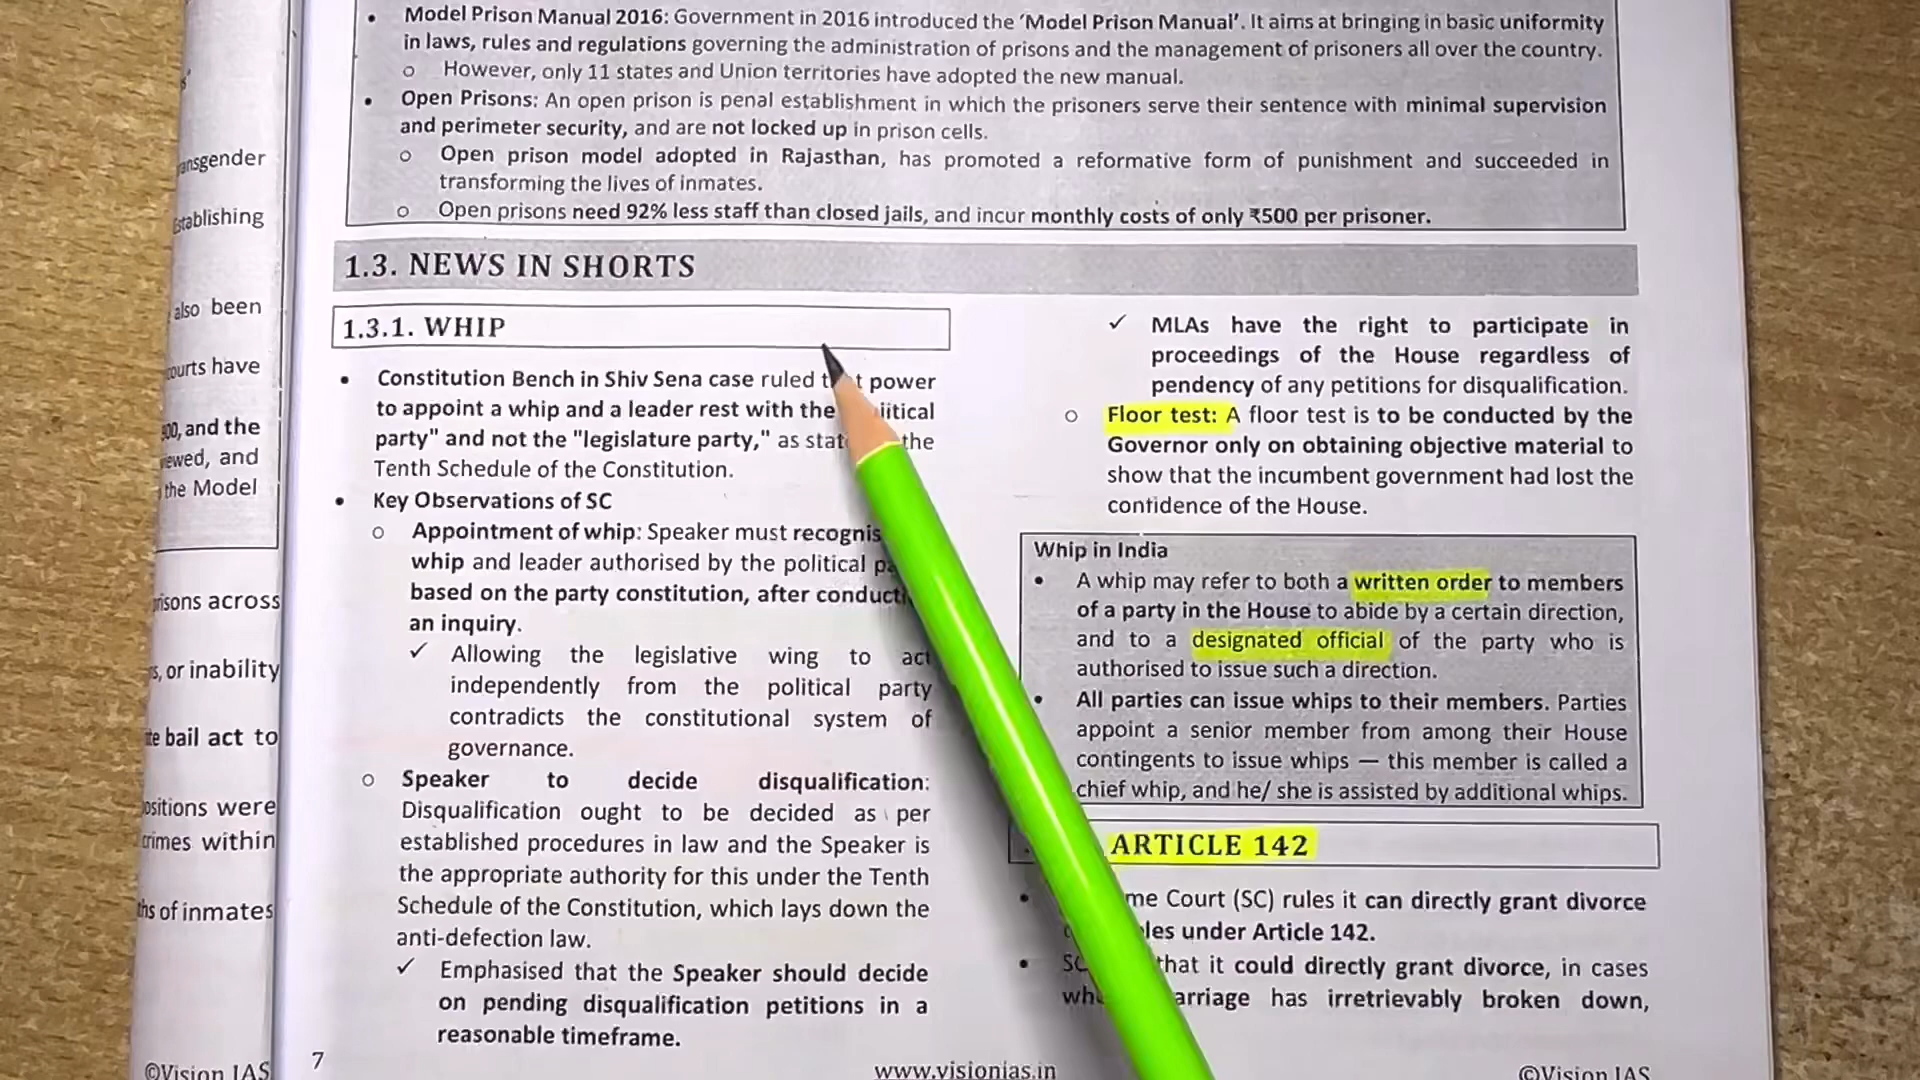 Model Prison Manual 2016: Government in 2016 introduced the 'Model Prison Manual'. It aims at bringing in basic uniformity
in laws, rules and regulations governing the administration of prisons and the management of prisoners all over the country.
o However, only 11 states and Union territories have adopted the new manual.
• Open Prisons: An open prison is penal establishment in which the prisoners serve their sentence with minimal supervision
and perimeter security, and are not locked up in prison cells.
o Open prison model adopted in Rajasthan, has promoted a reformative form of punishment and succeeded in
transforming the lives of inmates.
o Open prisons need 92% less staff than closed jails, and incur monthly costs of only ₹500 per prisoner.
1.3. NEWS IN SHORTS
1.3.1. WHIP
• Constitution Bench in Shiv Sena case ruled power
to appoint a whip and a leader rest with the
party" and not the "legislature party," as the
Tenth Schedule of the Constitution.
• Key Observations of SC
o Appointment of whip: Speaker must
whip and leader authorised by the political
based on the party constitution, after
an inquiry.
✓ Allowing the legislative wing to act
independently from the political party
contradicts the constitutional system of
governance.
o Speaker to decide disqualification:
Disqualification ought to be decided as per
established procedures in law and the Speaker is
the appropriate authority for this under the Tenth
Schedule of the Constitution, which lays down the
anti-defection law.
✓ Emphasised that the Speaker should decide
on pending disqualification petitions in a
reasonable timeframe.
✓ MLAs have the right to participate in
proceedings of the House regardless of
pendency of any petitions for disqualification.
o Floor test: A floor test is to be conducted by the
Governor only on obtaining objective material to
show that the incumbent government had lost the
confidence of the House.
Whip in India
• A whip may refer to both a written order to members
of a party in the House to abide by a certain direction,
and to a designated official of the party who is
authorised to issue such a direction.
• All parties can issue whips to their members. Parties
appoint a senior member from among their House
contingents to issue whips — this member is called a
chief whip, and he/ she is assisted by additional whips.
ARTICLE 142
• Court (SC) rules it can directly grant divorce
under Article 142.
• that it could directly grant divorce, in cases
has irretrievably broken down,
also been
have
and the
and
the Model
across
or inability
bail act to
were
crimes within
of inmates
©Vision IAS
7
www.visionias.in
©Vision IAS